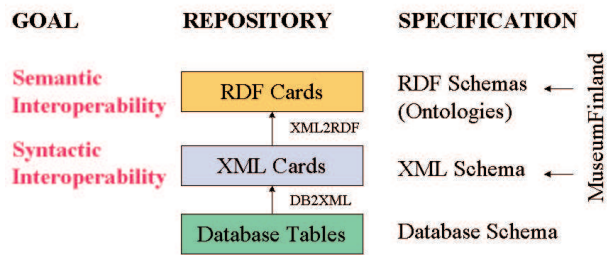 GOAL REPOSITORY SPECIFICATION
Semantic Interoperability
RDF Cards
RDF Schemas
(Ontologies)
XML2RDF
Syntactic Interoperability
XML Cards
XML Schema
DB2XML
Database Tables
Database Schema
MuseumFinland